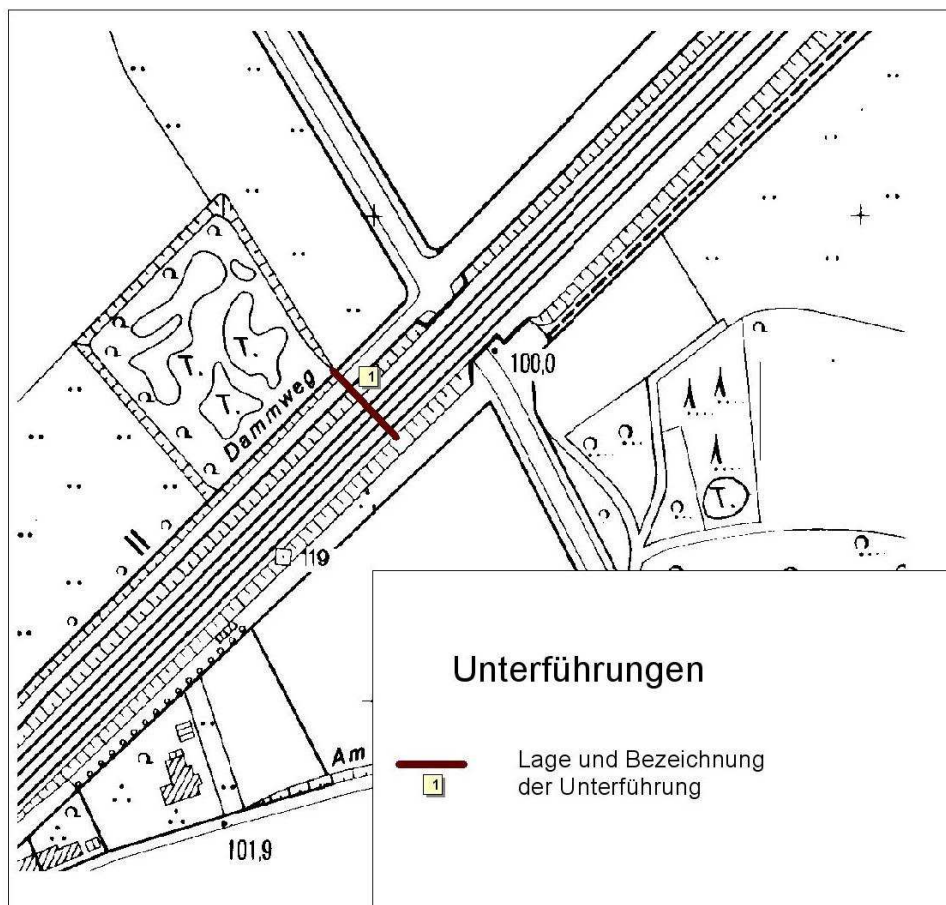 1
100,0
T.
T.
T.
Dammweg
T.
119
Am
101,9
Unterführungen
Lage und Bezeichnung
1
der Unterführung